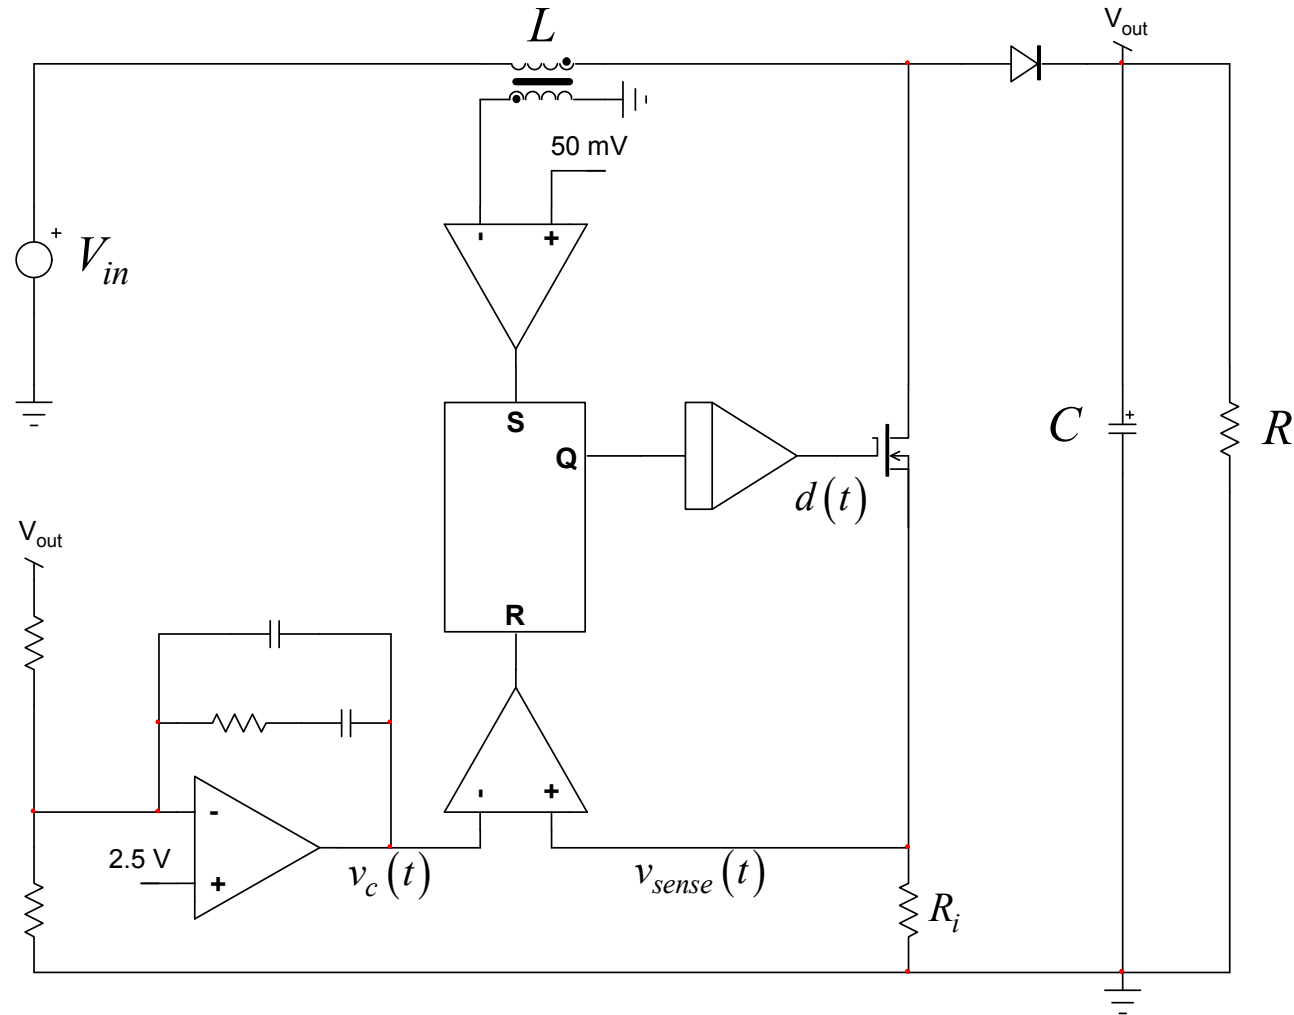 L
V_out
50 mV
- +
+
V_in
S
Q
C
+
R
d(t)
V_out
R
- +
-
2.5 V
+
v_c(t)
v_sense(t)
R_i